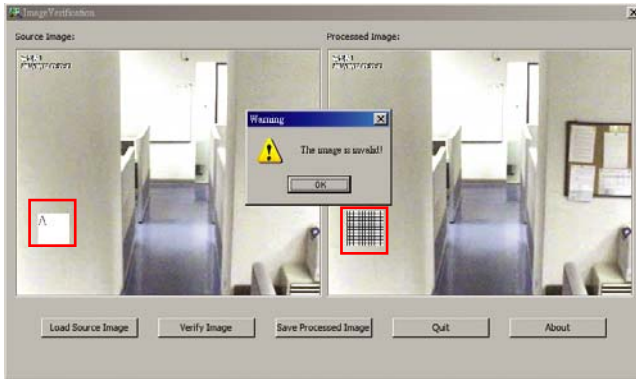 ImageVerification
Source Image:
Processed Image:
Warning
The image is invalid!!
OK
A
Load Source Image
Verify Image
Save Processed Image
Quit
About